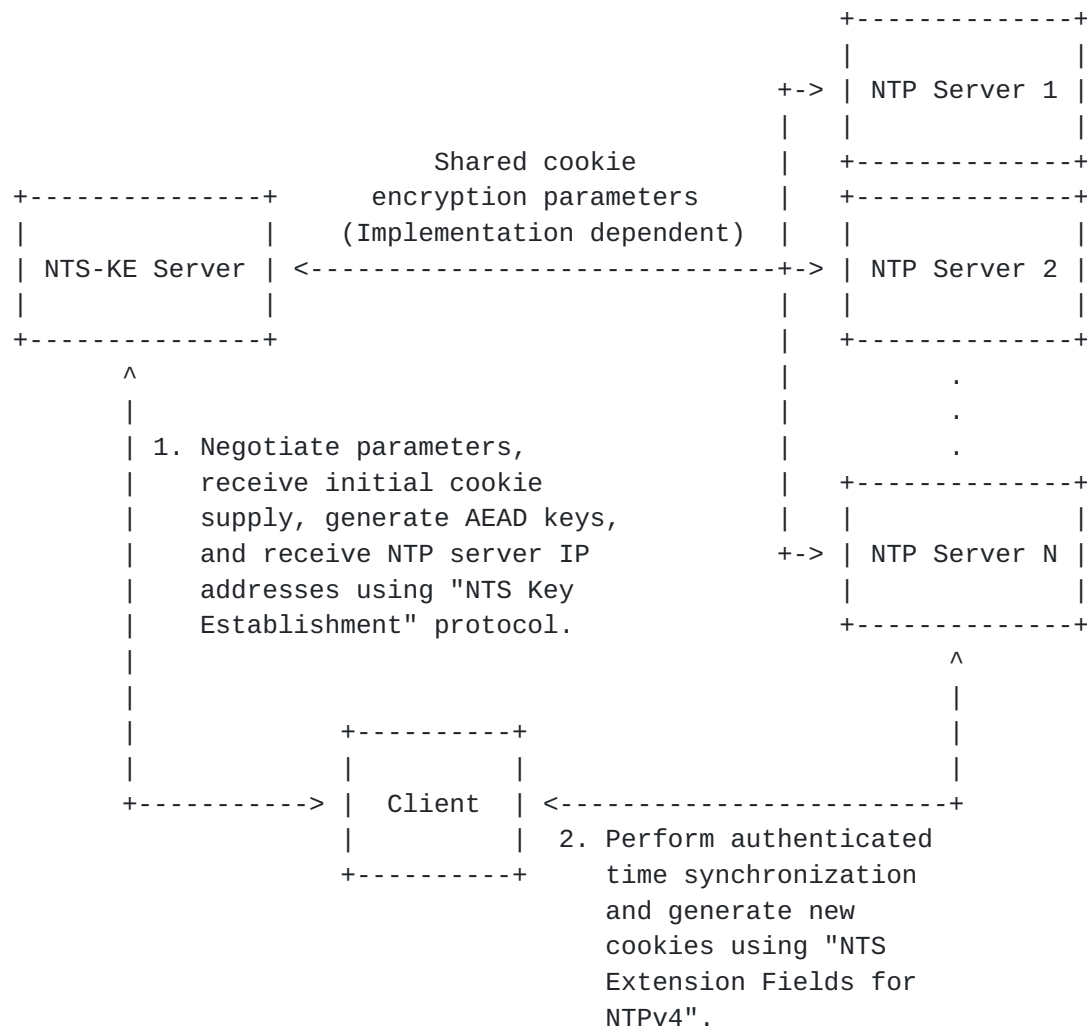 NTP Server 1
Shared cookie
encryption parameters
(Implementation dependent)
NTS-KE Server
NTP Server 2
1. Negotiate parameters,
receive initial cookie
supply, generate AEAD keys,
and receive NTP server IP
addresses using "NTS Key
Establishment" protocol.
NTP Server N
Client
2. Perform authenticated
time synchronization
and generate new
cookies using "NTS
Extension Fields for
NTPv4".